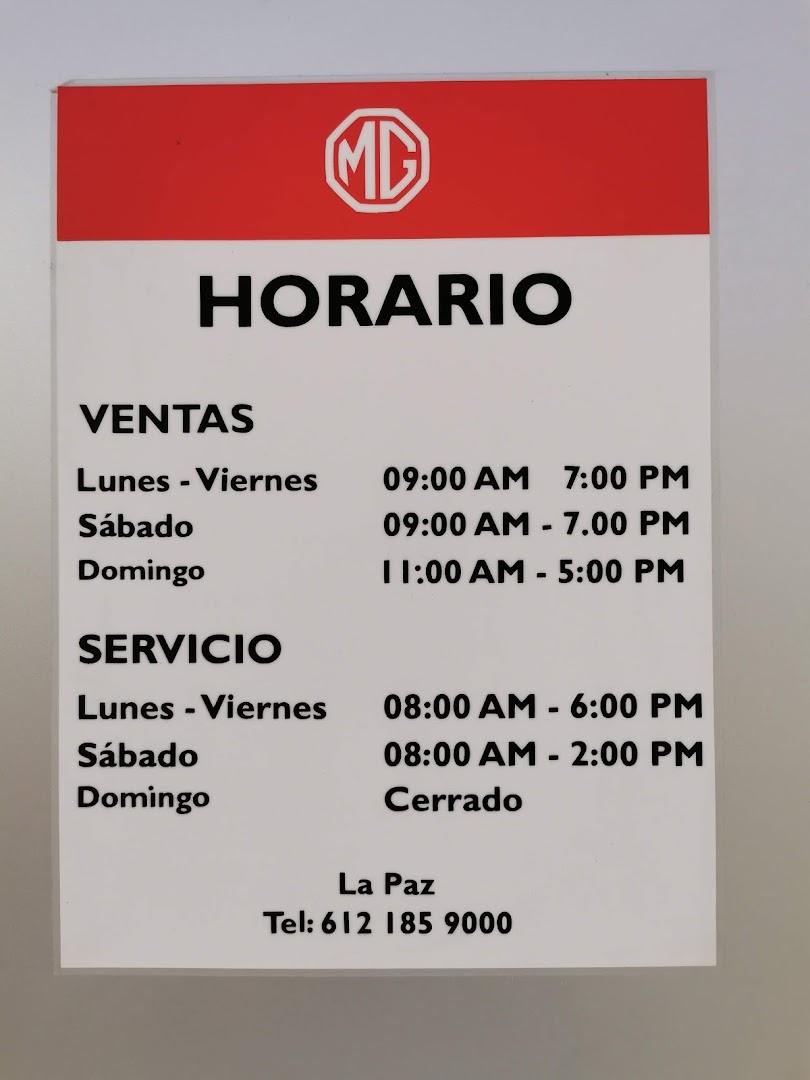 MG
HORARIO
VENTAS
Lunes - Viernes 09:00 AM 7:00 PM
Sábado 09:00 AM - 7.00 PM
Domingo 11:00 AM - 5:00 PM
SERVICIO
Lunes - Viernes 08:00 AM - 6:00 PM
Sábado 08:00 AM - 2:00 PM
Domingo Cerrado
La Paz
Tel: 612 185 9000